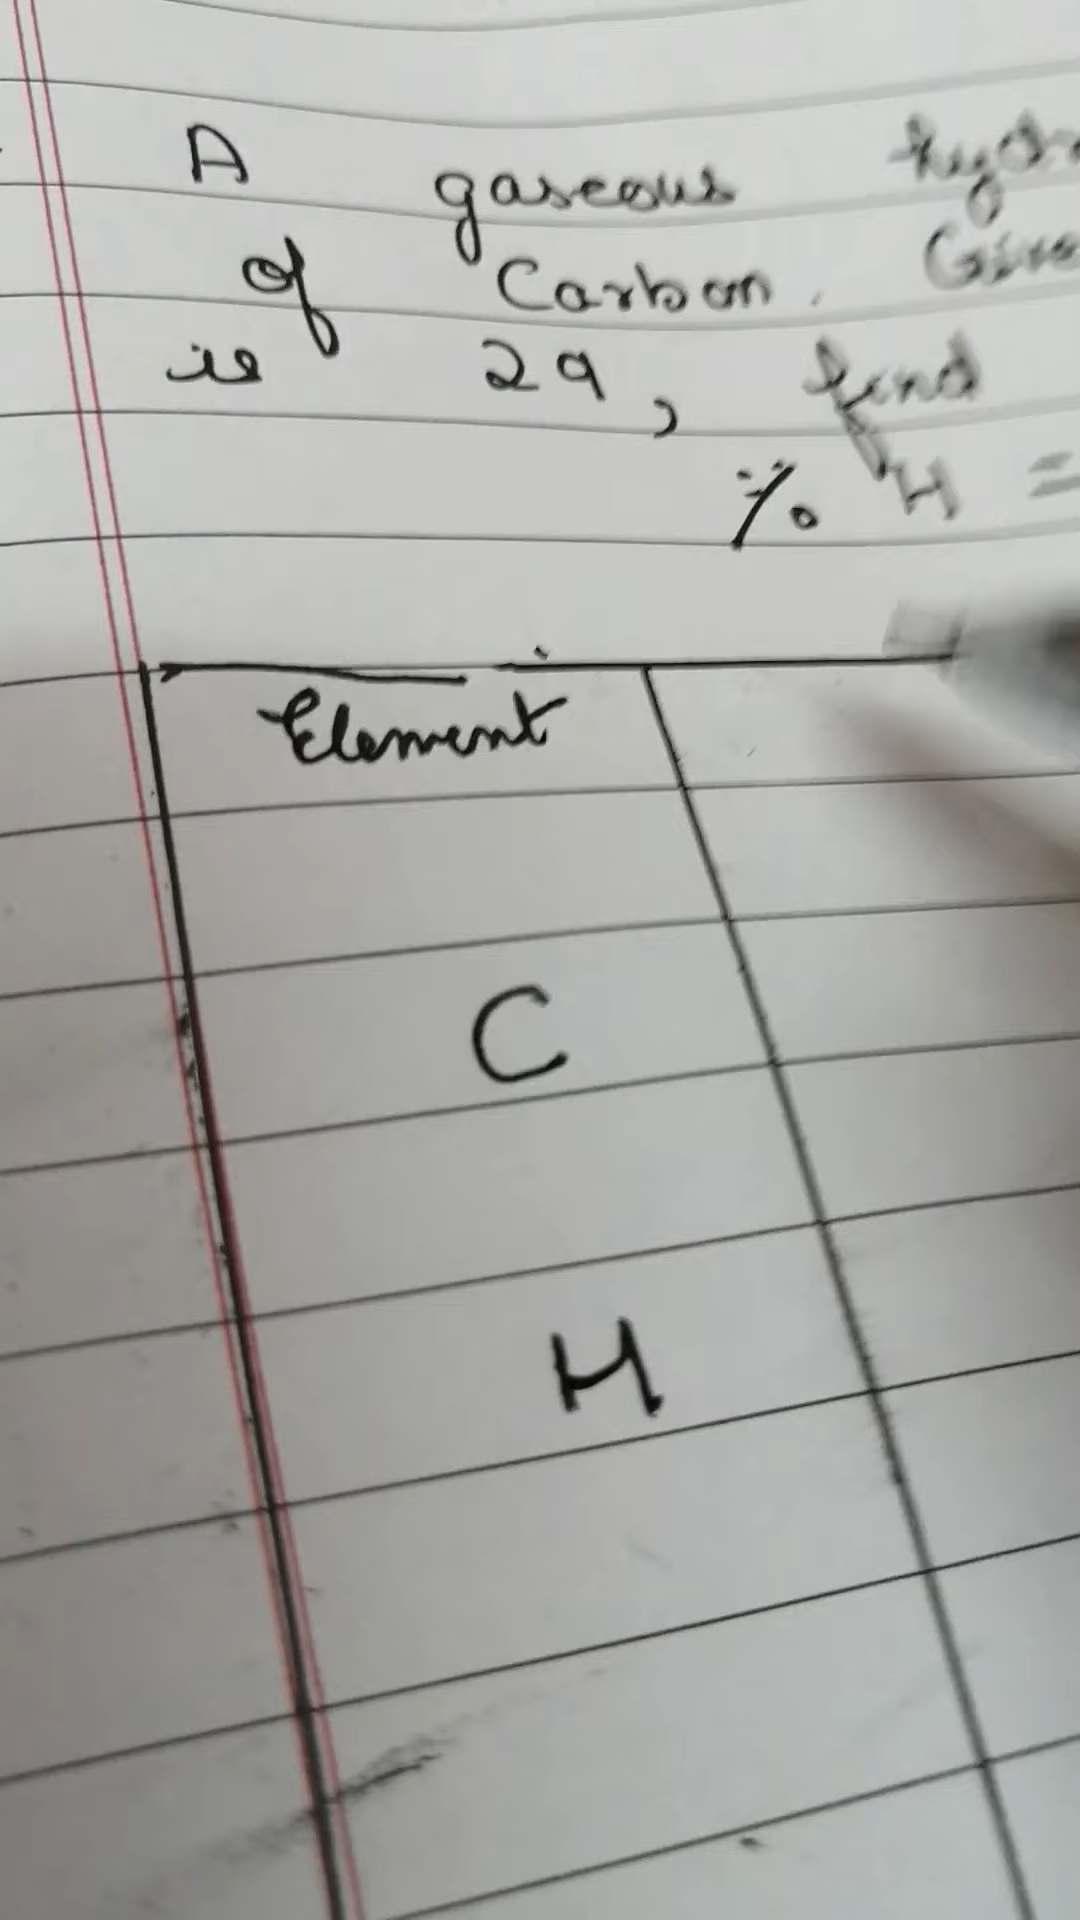 A gaseous
of Carbon.
is 29, find
% H =
Element
C
H